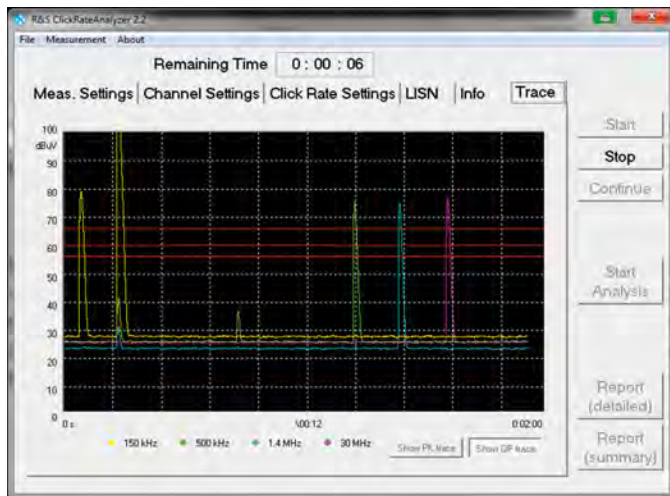 R&S ClickRateAnalyzer 2.2
File Measurement About
Remaining Time 0 : 00 : 06
Meas. Settings Channel Settings Click Rate Settings LISN Info Trace
Start
Stop
Continue
Start
Analysis
Report
(detailed)
Report
(summary)
100
dBuV
90
80
70
60
50
40
30
20
10
0
0 s \00:12 0:02:00
150 kHz 500 kHz 1.4 MHz 30 MHz
Show PK trace Show QP trace